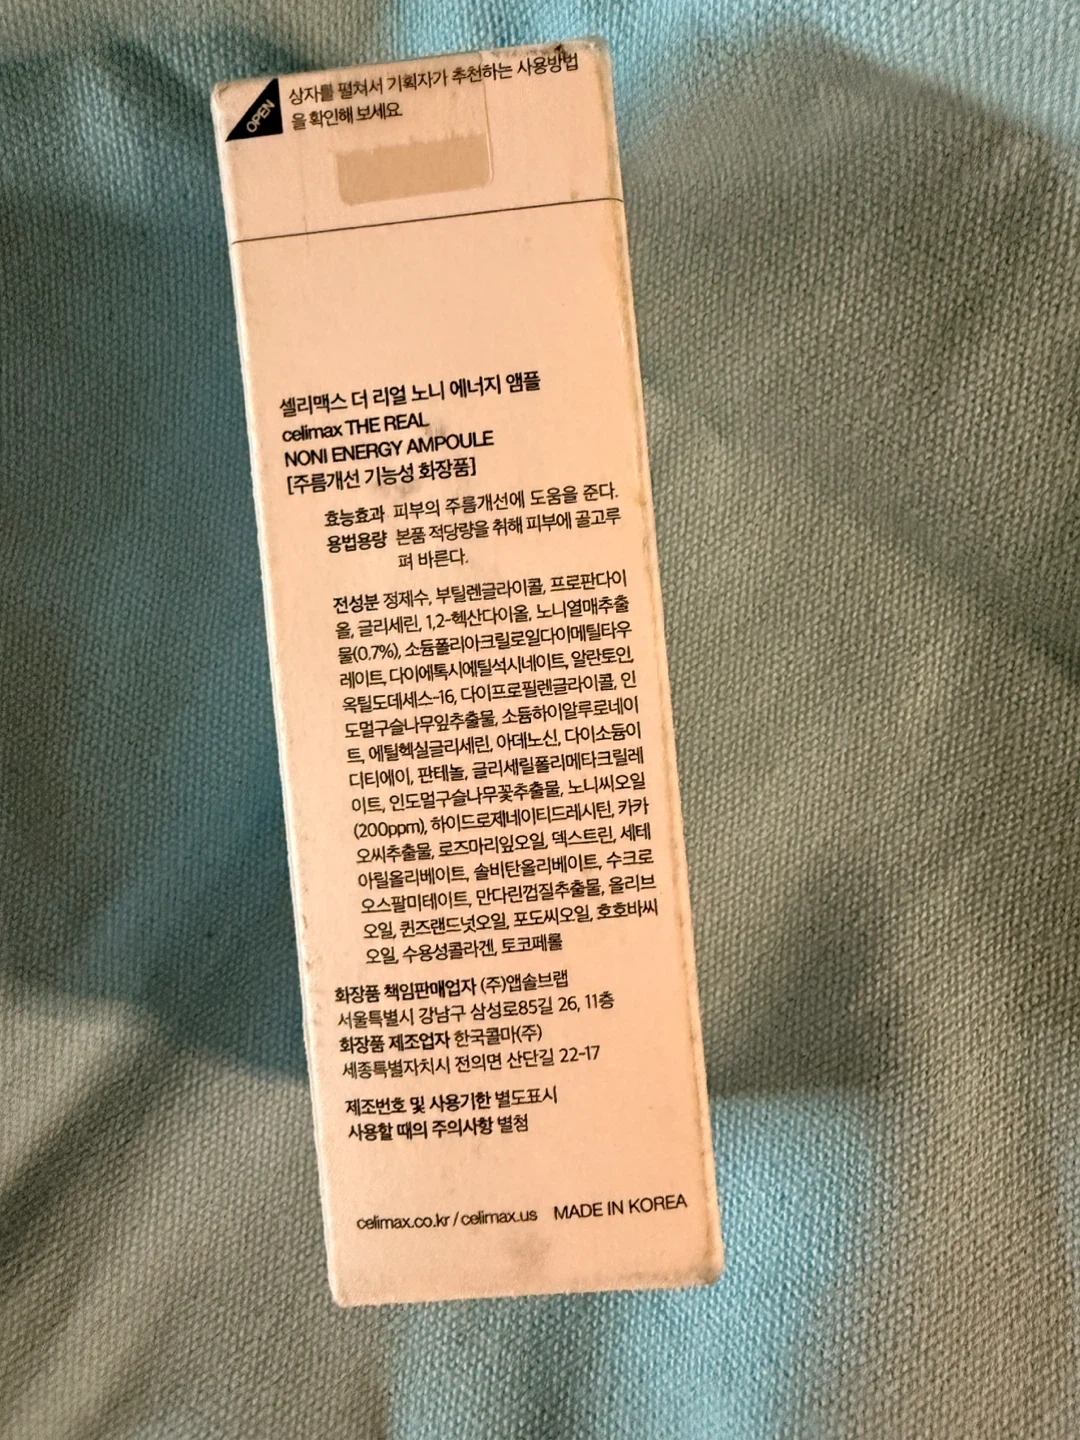 OPEN
상자를 펼쳐서 기획자가 추천하는 사용방법
을 확인해 보세요.
셀리맥스 더 리얼 노니 에너지 앰플
celimax THE REAL
NONI ENERGY AMPOULE
[주름개선 기능성 화장품]
효능효과 피부의 주름개선에 도움을 준다.
용법용량 본품 적당량을 취해 피부에 골고루
펴 바른다.
전성분 정제수, 부틸렌글라이콜, 프로판다이
올, 글리세린, 1,2-헥산다이올, 노니열매추출
물(0.7%), 소듐폴리아크릴로일다이메틸타우
레이트, 다이에톡시에틸석시네이트, 알란토인,
옥틸도데세스-16, 다이프로필렌글라이콜, 인
도멀구슬나무잎추출물, 소듐하이알루로네이
트, 에틸헥실글리세린, 아데노신, 다이소듐이
디티에이, 판테놀, 글리세릴폴리메타크릴레
이트, 인도멀구슬나무꽃추출물, 노니씨오일
(200ppm), 하이드로제네이티드레시틴, 카카
오씨추출물, 로즈마리잎오일, 덱스트린, 세테
아릴올리베이트, 솔비탄올리베이트, 수크로
오스팔미테이트, 만다린껍질추출물, 올리브
오일, 퀸즈랜드넛오일, 포도씨오일, 호호바씨
오일, 수용성콜라겐, 토코페롤
화장품 책임판매업자 (주)앱솔브랩
서울특별시 강남구 삼성로85길 26, 11층
화장품 제조업자 한국콜마(주)
세종특별자치시 전의면 산단길 22-17
제조번호 및 사용기한 별도표시
사용할 때의 주의사항 별첨
celimax.co.kr / celimax.us MADE IN KOREA